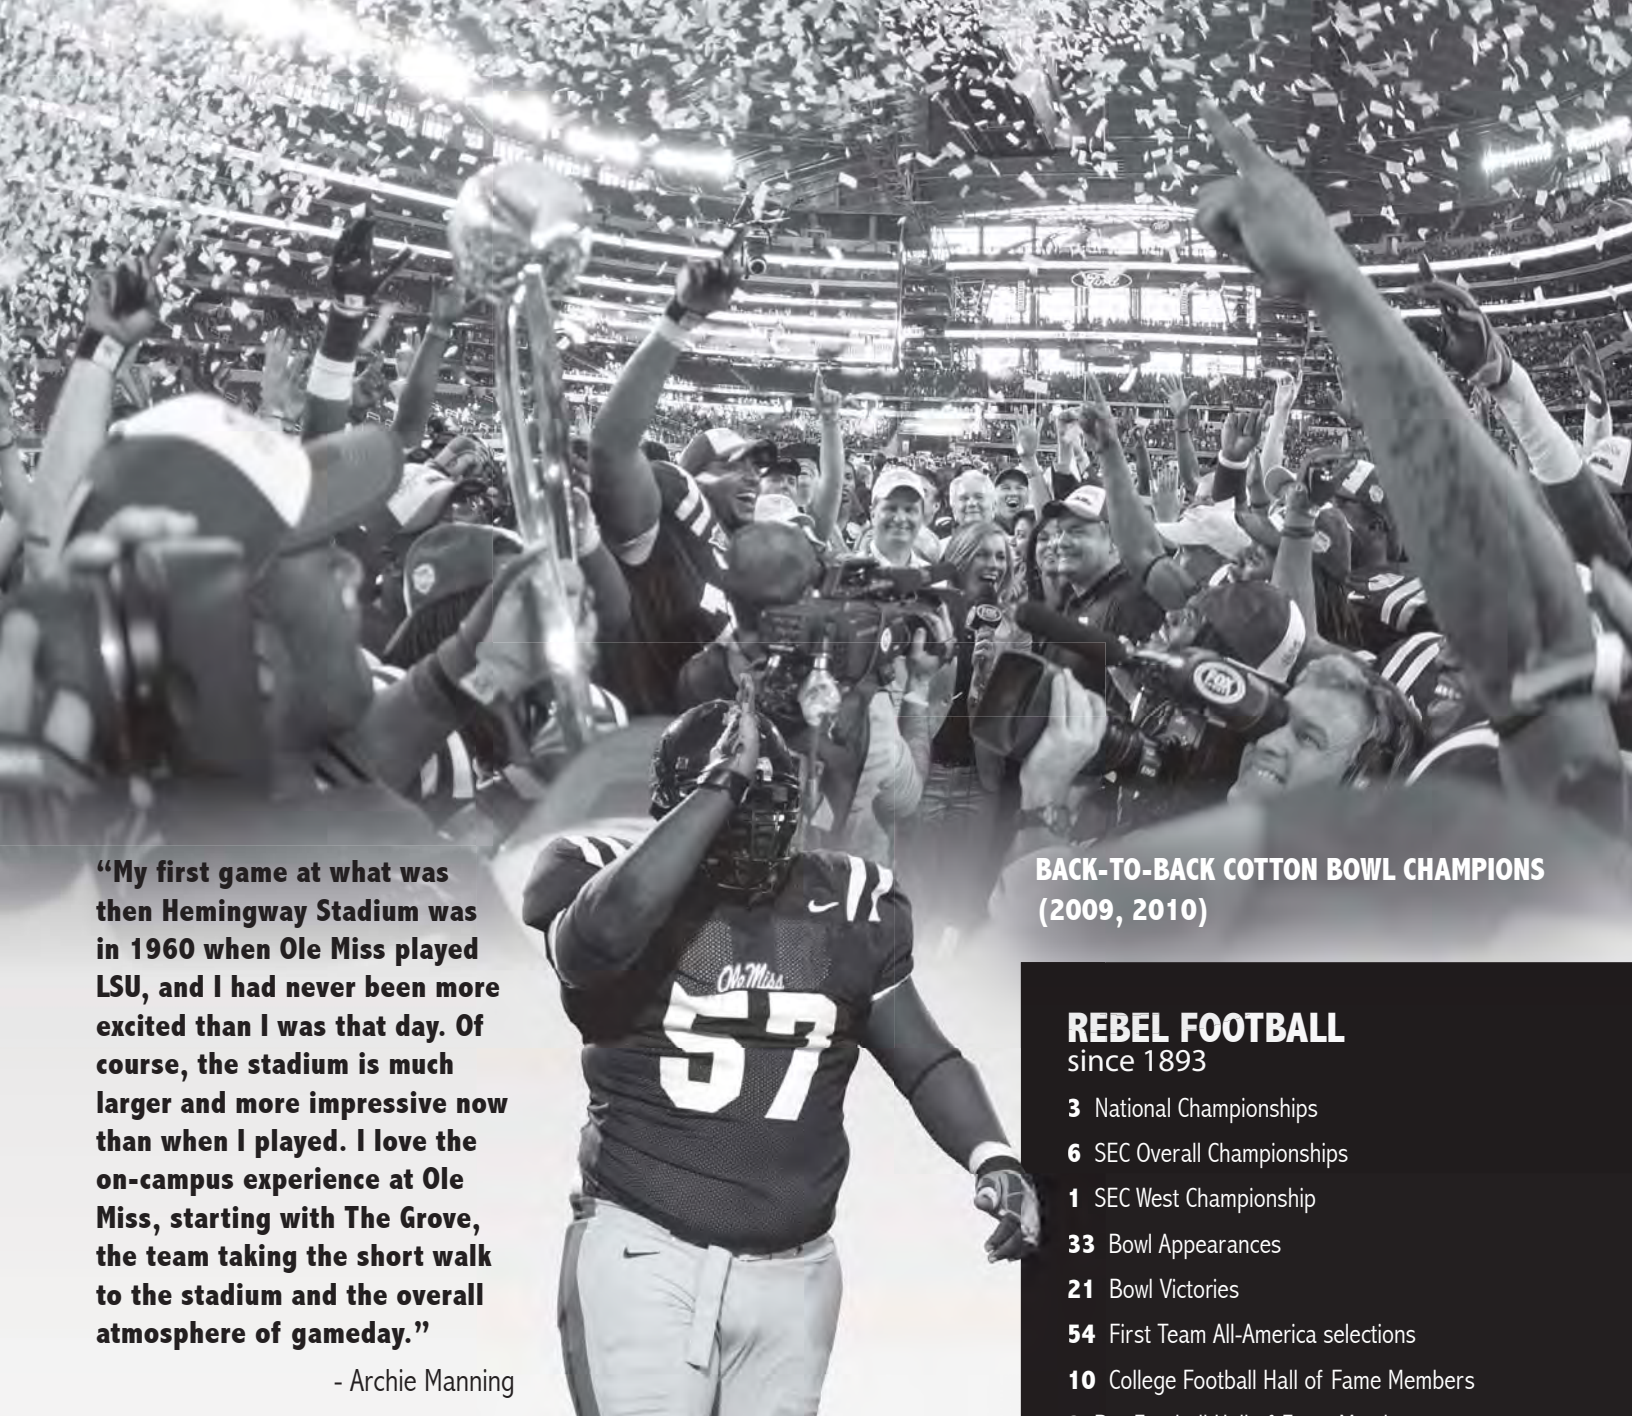 Ford
FOX
FOX
“My first game at what was
then Hemingway Stadium was
in 1960 when Ole Miss played
LSU, and I had never been more
excited than I was that day. Of
course, the stadium is much
larger and more impressive now
than when I played. I love the
on-campus experience at Ole
Miss, starting with The Grove,
the team taking the short walk
to the stadium and the overall
atmosphere of gameday.”
- Archie Manning
Ole Miss
57
BACK-TO-BACK COTTON BOWL CHAMPIONS
(2009, 2010)
REBEL FOOTBALL
since 1893
3 National Championships
6 SEC Overall Championships
1 SEC West Championship
33 Bowl Appearances
21 Bowl Victories
54 First Team All-America selections
10 College Football Hall of Fame Members